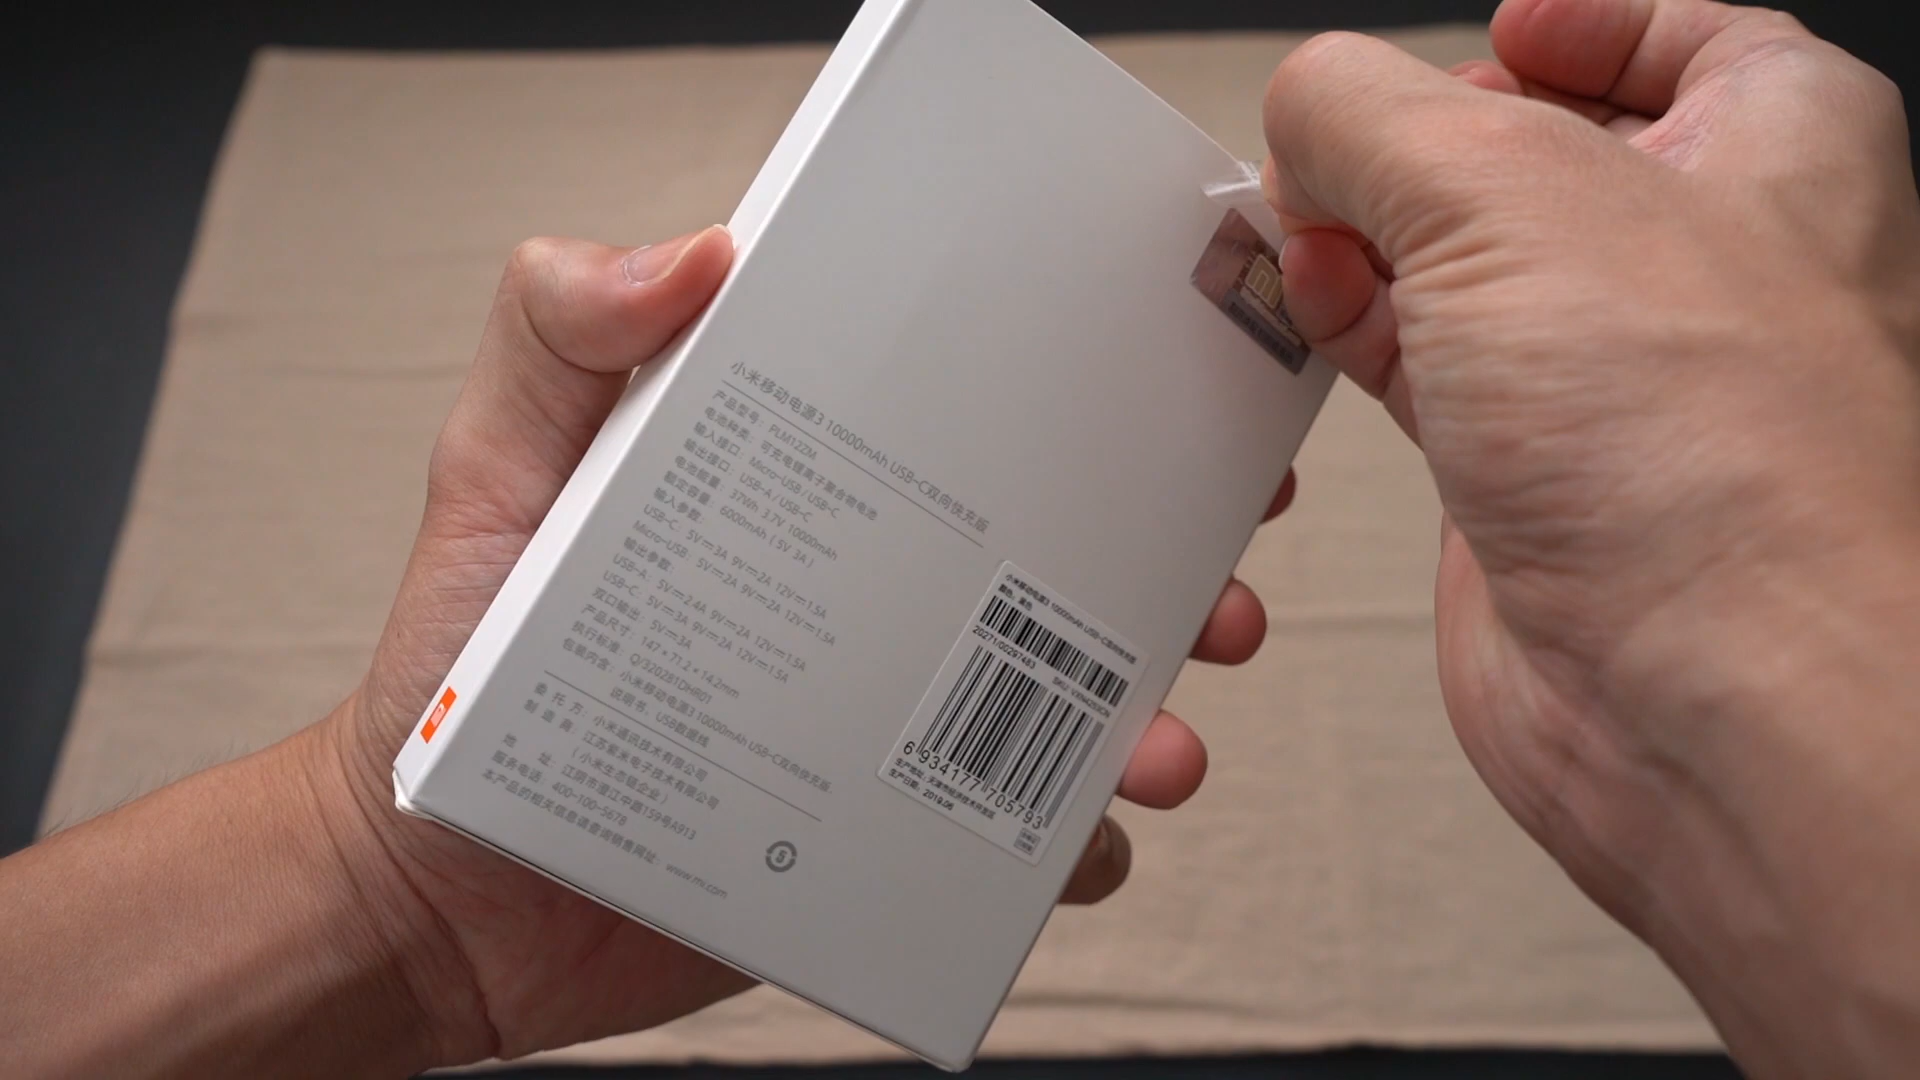 小米移动电源3 10000mAh USB-C双向快充版
产品型号： PLM12ZM
电池种类： 可充电锂离子聚合物电池
输入接口： Micro-USB / USB-C
输出接口： USB-A / USB-C
电池能量： 37Wh 3.7V 10000mAh
额定容量： 6000mAh ( 5V 3A )
输入参数：
USB-C： 5V⎓3A 9V⎓2A 12V⎓1.5A
Micro-USB： 5V⎓2A 9V⎓2A 12V⎓1.5A
输出参数：
USB-A： 5V⎓2.4A 9V⎓2A 12V⎓1.5A
USB-C： 5V⎓3A 9V⎓2A 12V⎓1.5A
双口输出： 5V⎓3A
产品尺寸： 147*71.2*14.2mm
执行标准： Q/320281DHR01
包装内含： 小米移动电源3 10000mAh USB-C双向快充版、
说明书、USB数据线
委托方： 小米通讯技术有限公司
制造商： 江苏紫米电子技术有限公司
（小米生态链企业）
地址： 江阴市澄江中路159号A913
服务电话： 400-100-5678
本产品的相关信息请查询销售网址： www.mi.com
5
小米移动电源3 10000mAh USB-C双向快充版
颜色：
20271/00297483
SKU:
6 934177 705793
生产日期： 2019.06